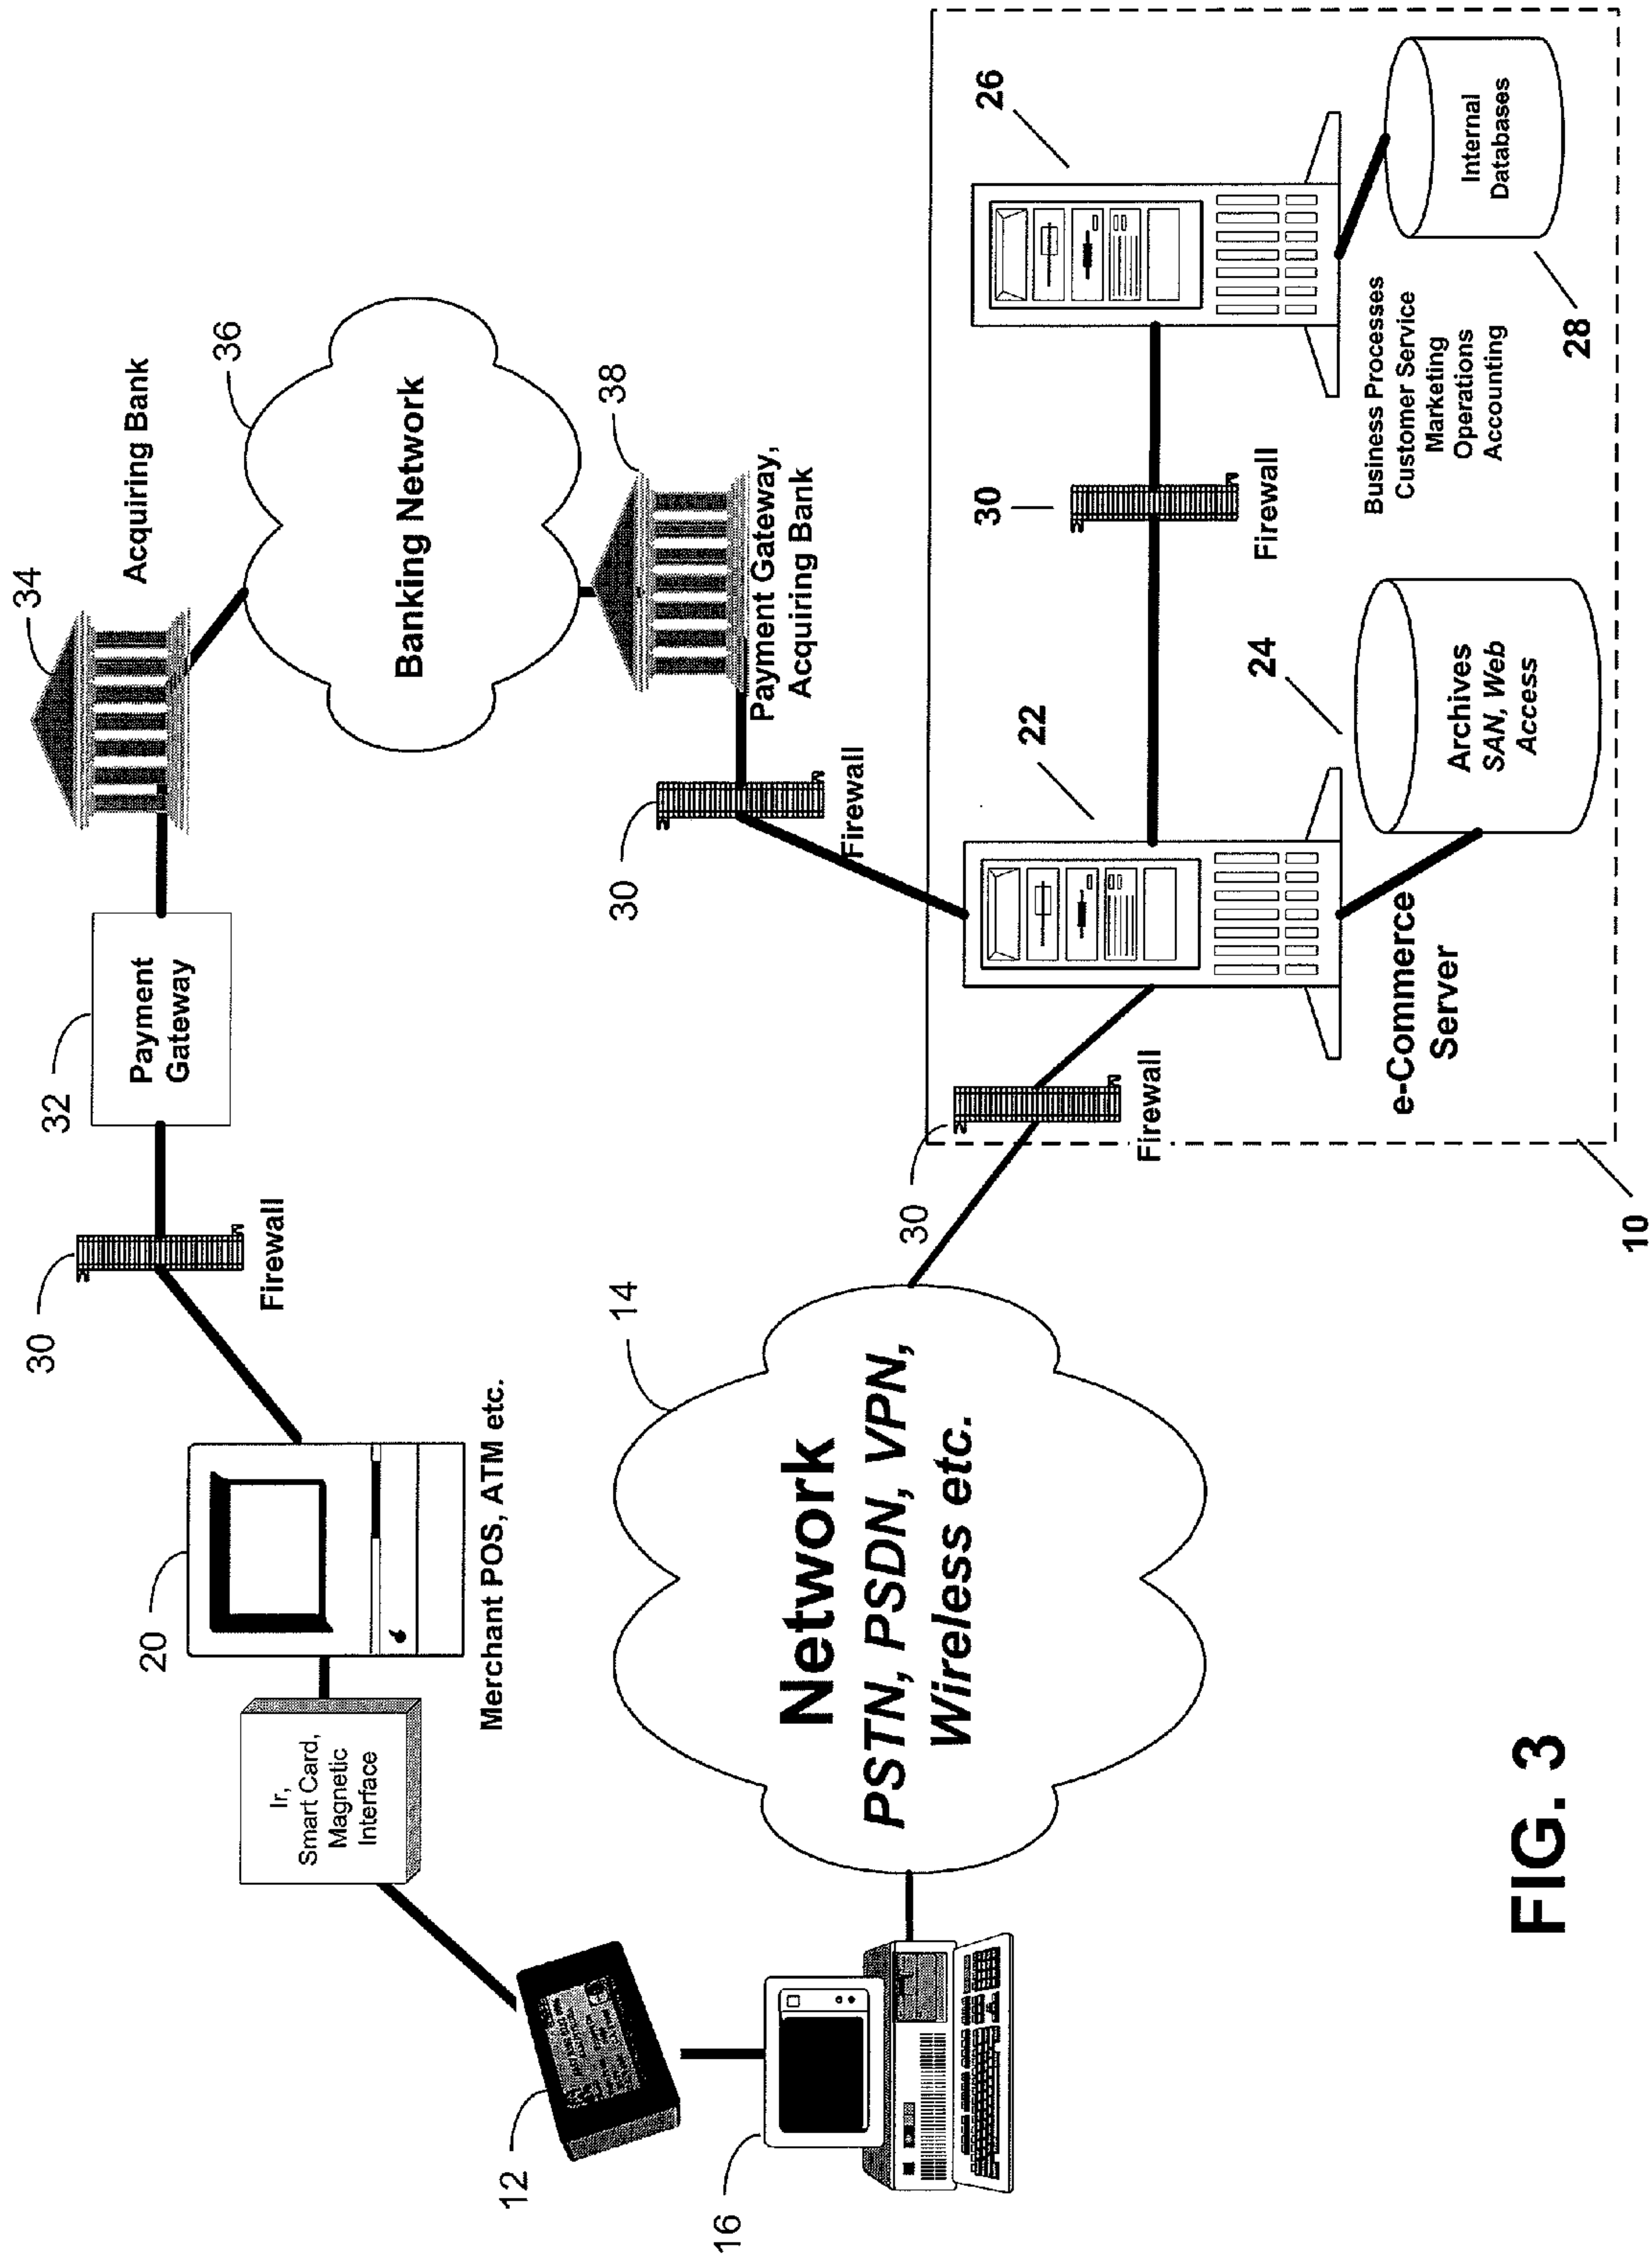 34
Acquiring Bank
36
Banking Network
32
Payment
Gateway
30
Firewall
20
Merchant POS, ATM etc.
Ir,
Smart Card,
Magnetic
Interface
12
16
38
Payment Gateway,
Acquiring Bank
30
Firewall
14
Network
PSTN, PSDN, VPN,
Wireless etc.
30
Firewall
22
e-Commerce
Server
24
Archives
SAN, Web
Access
30
Firewall
26
Business Processes
Customer Service
Marketing
Operations
Accounting
Internal
Databases
28
10
FIG. 3